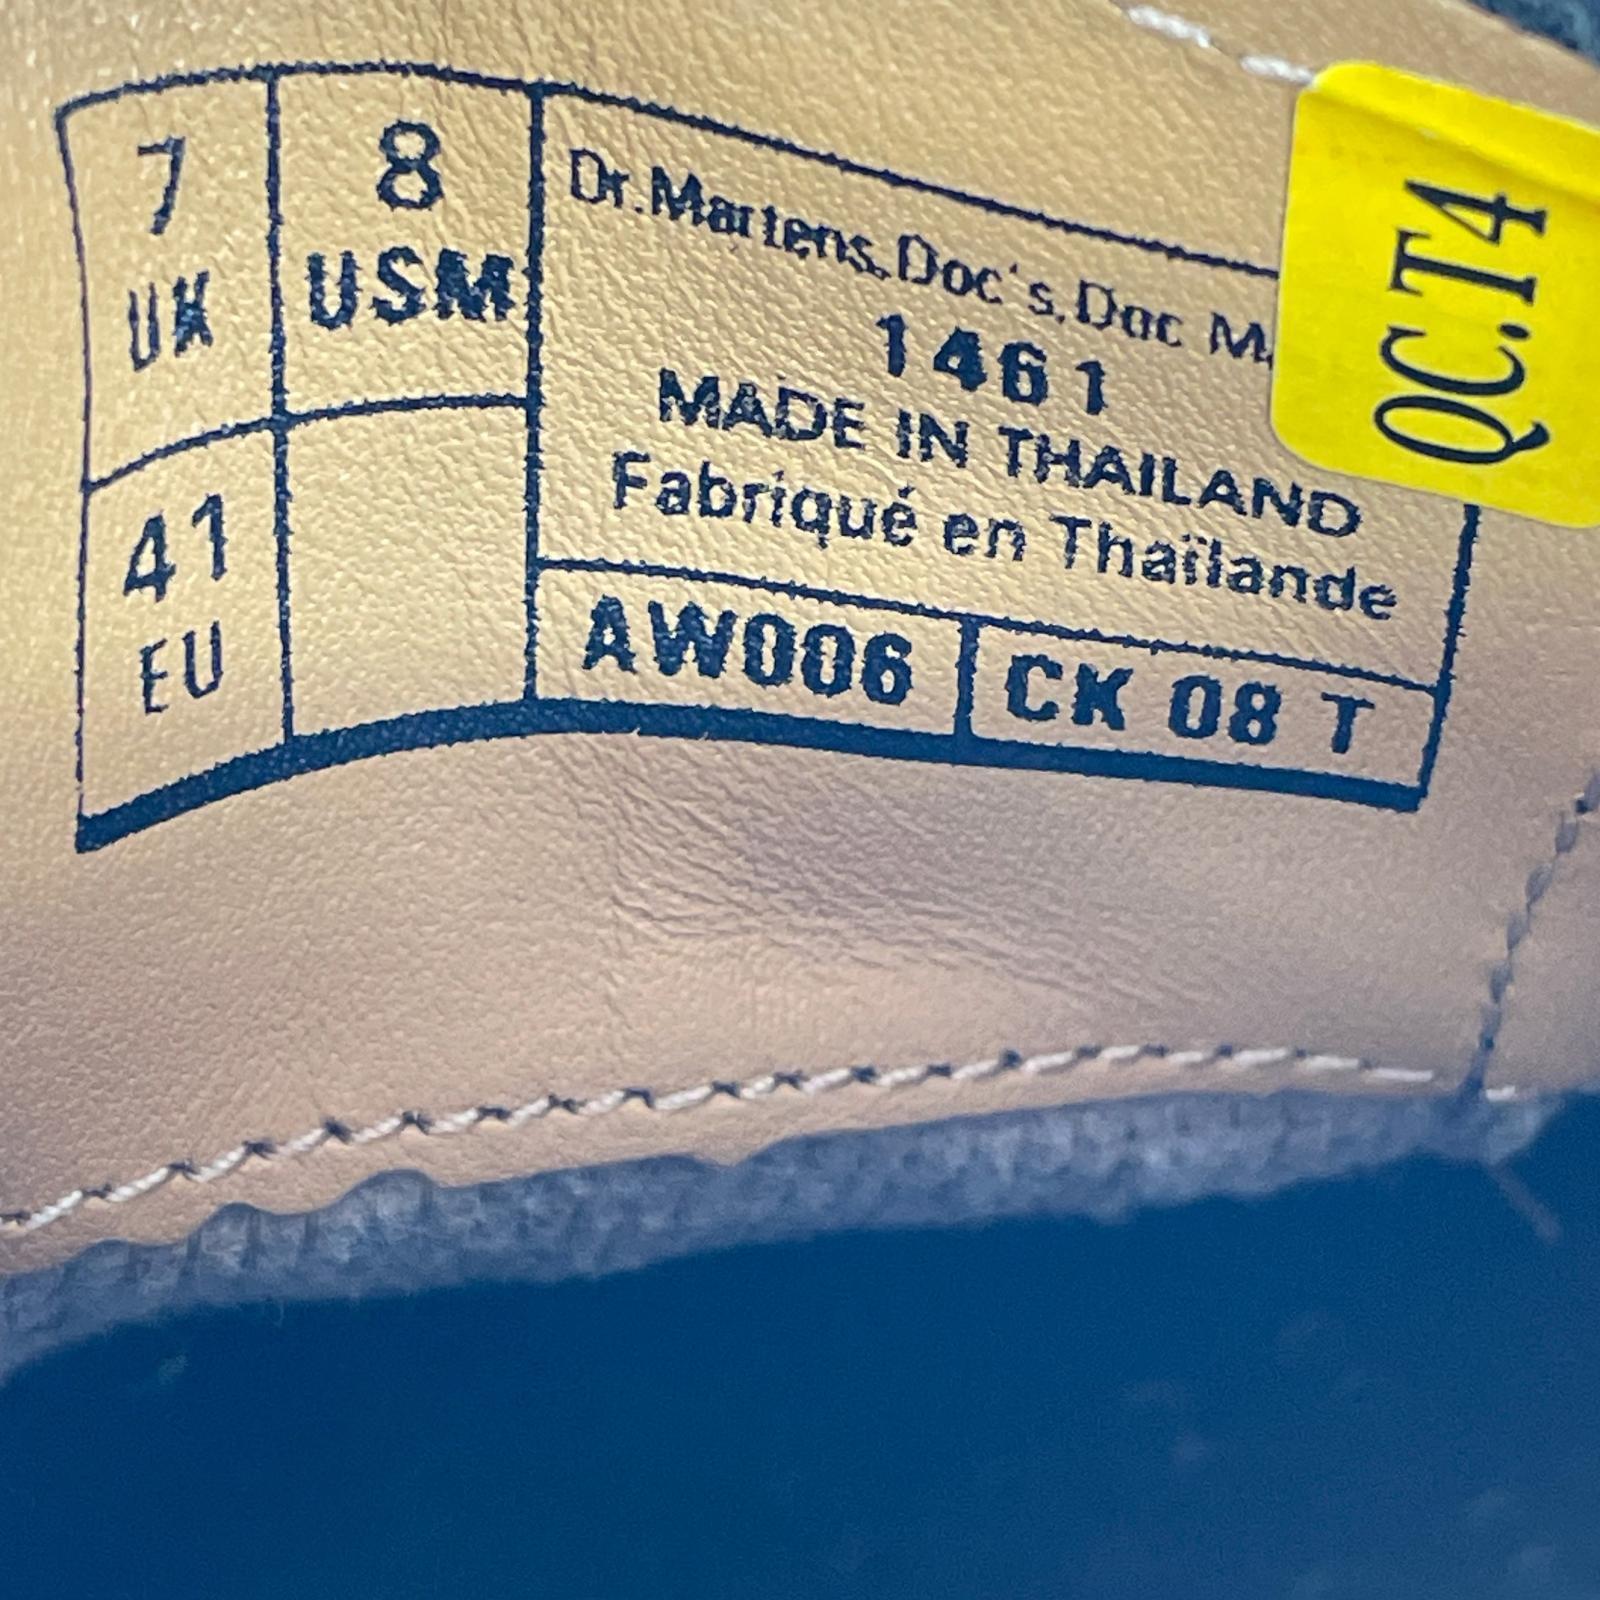 7
UK
8
USM
41
EU
Dr.Martens.Doc's.Doc
1461
MADE IN THAILAND
Fabriqué en Thaïlande
AW006
CK 08 T
QC.T4